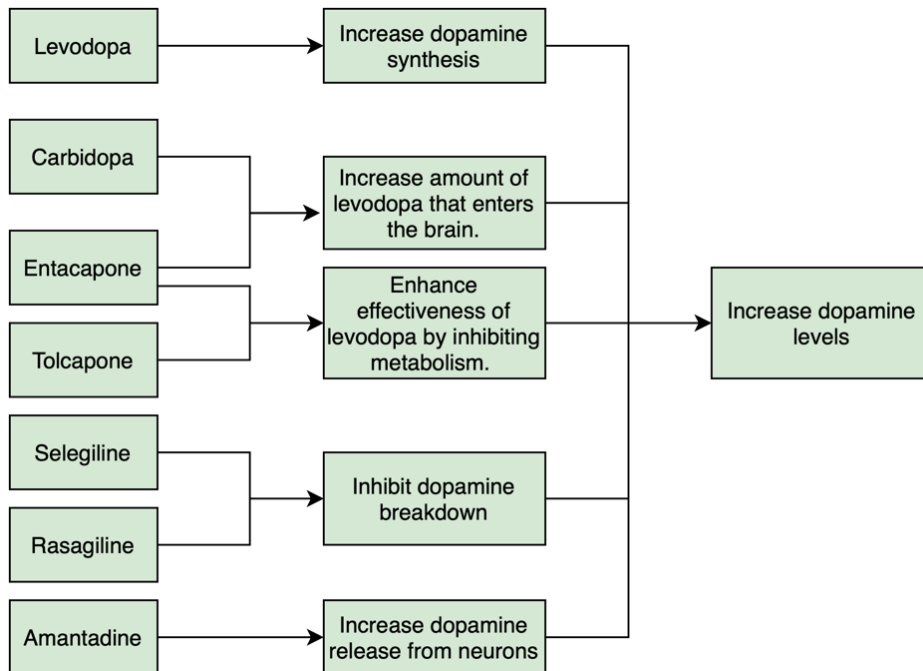 Levodopa
Increase dopamine
synthesis
Carbidopa
Increase amount of
levodopa that enters
the brain.
Entacapone
Enhance
effectiveness of
levodopa by inhibiting
metabolism.
Increase dopamine
levels
Tolcapone
Selegiline
Inhibit dopamine
breakdown
Rasagiline
Amantadine
Increase dopamine
release from neurons